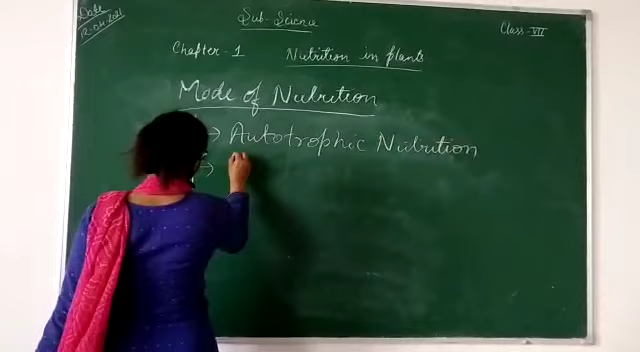 Date
12.04.2021
Sub-Science
Class-VII
Chapter-1 Nutrition in plants
Mode of Nutrition
→ Autotrophic Nutrition
→